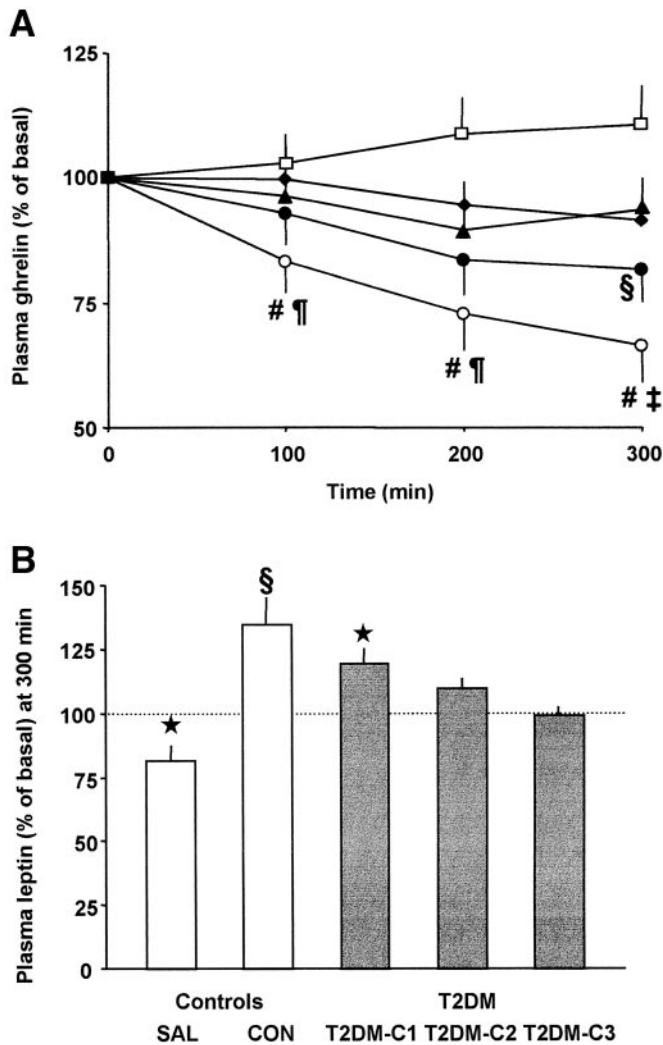 A
Plasma ghrelin (% of basal)
125
100
75
50
§
# ¶
# ¶
# ‡
0
100
200
300
Time (min)
B
Plasma leptin (% of basal) at 300 min
150
125
100
75
50
25
0
★
§
★
Controls
T2DM
SAL
CON
T2DM-C1
T2DM-C2
T2DM-C3